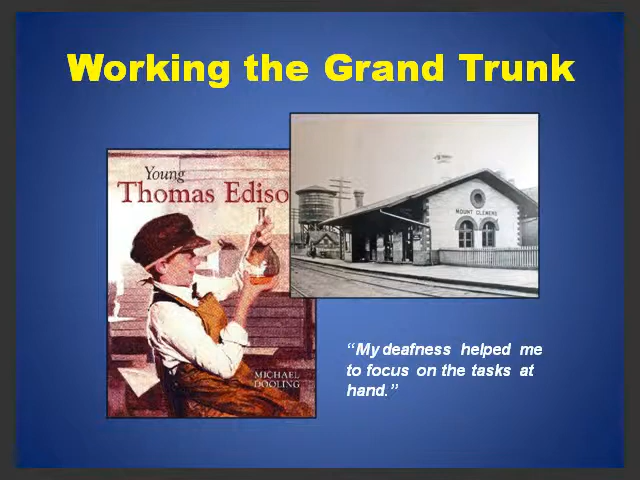 Working the Grand Trunk
Young
Thomas Ediso
MOUNT CLEMENS
MICHAEL
DOOLING
“My deafness helped me
to focus on the tasks at
hand.”